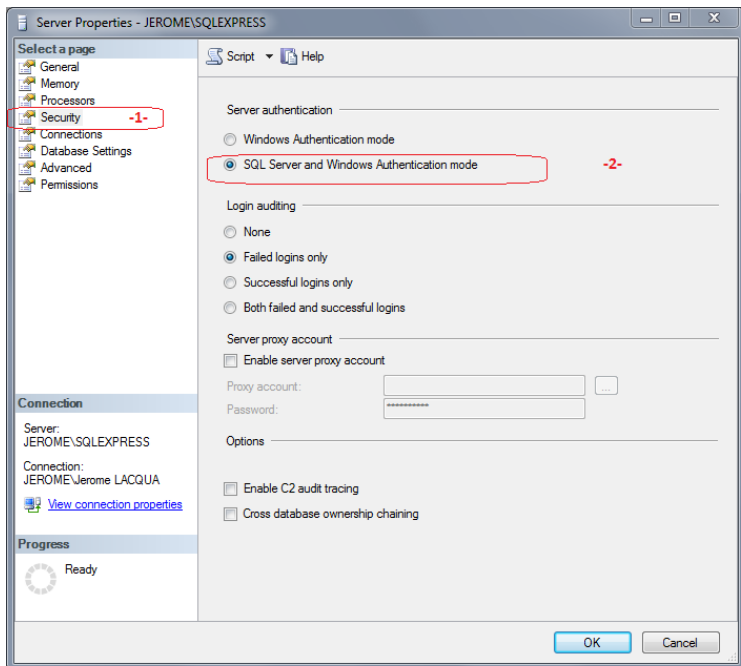 Server Properties - JEROME\SQLEXPRESS
Select a page
General
Memory
Processors
Security -1-
Connections
Database Settings
Advanced
Permissions
Script Help
Server authentication
Windows Authentication mode
SQL Server and Windows Authentication mode -2-
Login auditing
None
Failed logins only
Successful logins only
Both failed and successful logins
Server proxy account
Enable server proxy account
Proxy account:
...
Password:
**********
Options
Enable C2 audit tracing
Cross database ownership chaining
Connection
Server:
JEROME\SQLEXPRESS
Connection:
JEROME\Jerome LACQUA
View connection properties
Progress
Ready
OK Cancel